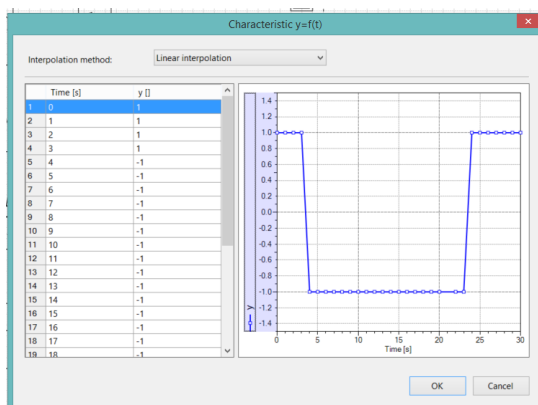 Characteristic y=f(t)
Interpolation method: Linear interpolation
Time [s] y []
1 0 1
2 1 1
3 2 1
4 3 1
5 4 -1
6 5 -1
7 6 -1
8 7 -1
9 8 -1
10 9 -1
11 10 -1
12 11 -1
13 12 -1
14 13 -1
15 14 -1
16 15 -1
17 16 -1
18 17 -1
19 18 -1
1.4
1.2
1.0
0.8
0.6
0.4
0.2
0.0
-0.2
-0.4
-0.6
-0.8
-1.0
-1.2
-1.4
y
0 5 10 15 20 25 30
Time [s]
OK Cancel